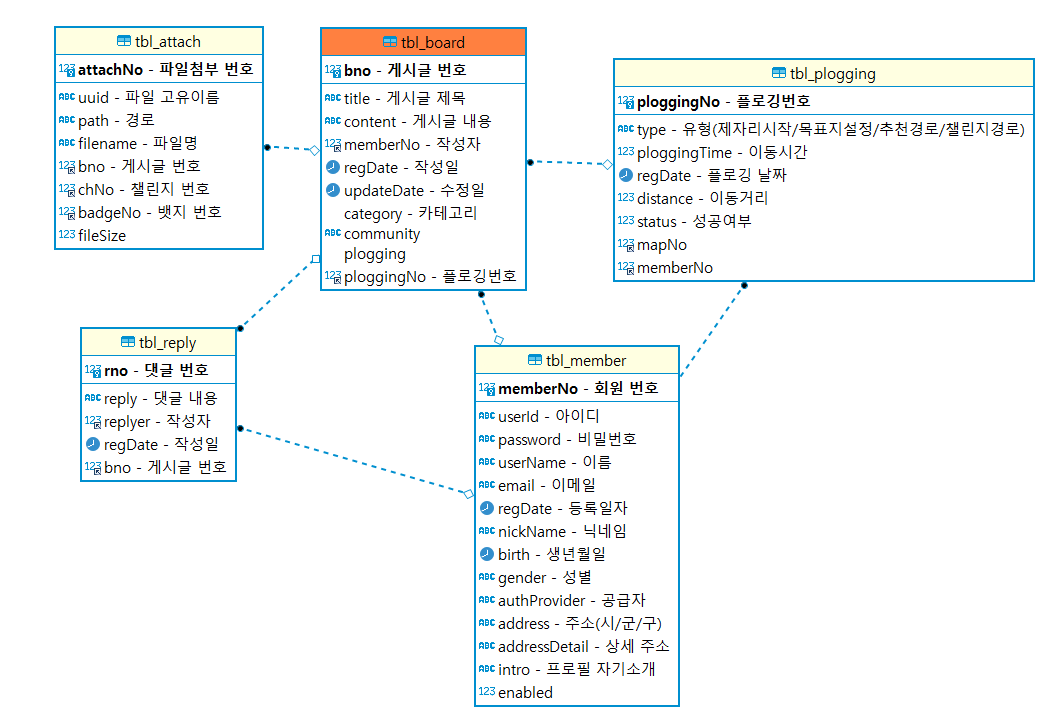 tbl_attach
attachNo - 파일첨부 번호
uuid - 파일 고유이름
path - 경로
filename - 파일명
bno - 게시글 번호
chNo - 챌린지 번호
badgeNo - 뱃지 번호
fileSize
tbl_board
bno - 게시글 번호
title - 게시글 제목
content - 게시글 내용
memberNo - 작성자
regDate - 작성일
updateDate - 수정일
category - 카테고리
community
plogging
ploggingNo - 플로깅번호
tbl_plogging
ploggingNo - 플로깅번호
type - 유형(제자리시작/목표지설정/추천경로/챌린지경로)
ploggingTime - 이동시간
regDate - 플로깅 날짜
distance - 이동거리
status - 성공여부
mapNo
memberNo
tbl_reply
rno - 댓글 번호
reply - 댓글 내용
replyer - 작성자
regDate - 작성일
bno - 게시글 번호
tbl_member
memberNo - 회원 번호
userId - 아이디
password - 비밀번호
userName - 이름
email - 이메일
regDate - 등록일자
nickName - 닉네임
birth - 생년월일
gender - 성별
authProvider - 공급자
address - 주소(시/군/구)
addressDetail - 상세 주소
intro - 프로필 자기소개
enabled